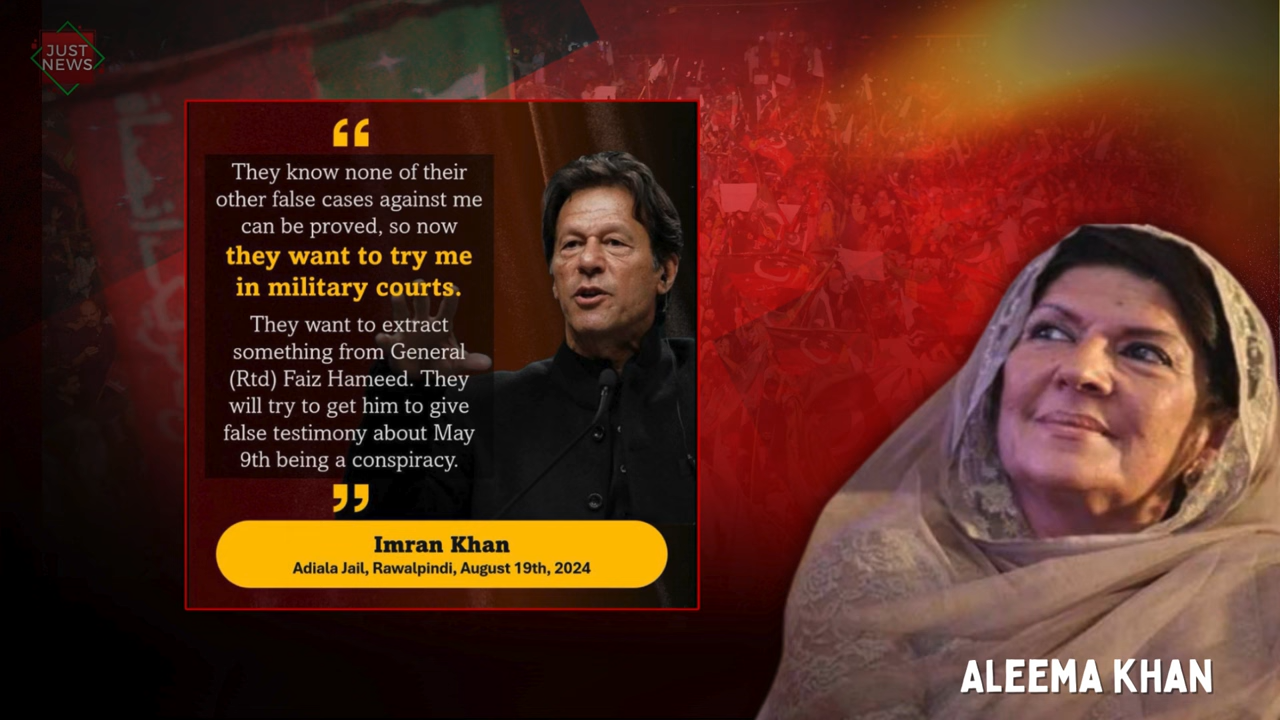 JUST
NEWS
“
They know none of their
other false cases against me
can be proved, so now
they want to try me
in military courts.
They want to extract
something from General
(Rtd) Faiz Hameed. They
will try to get him to give
false testimony about May
9th being a conspiracy.
”
Imran Khan
Adiala Jail, Rawalpindi, August 19th, 2024
ALEEMA KHAN